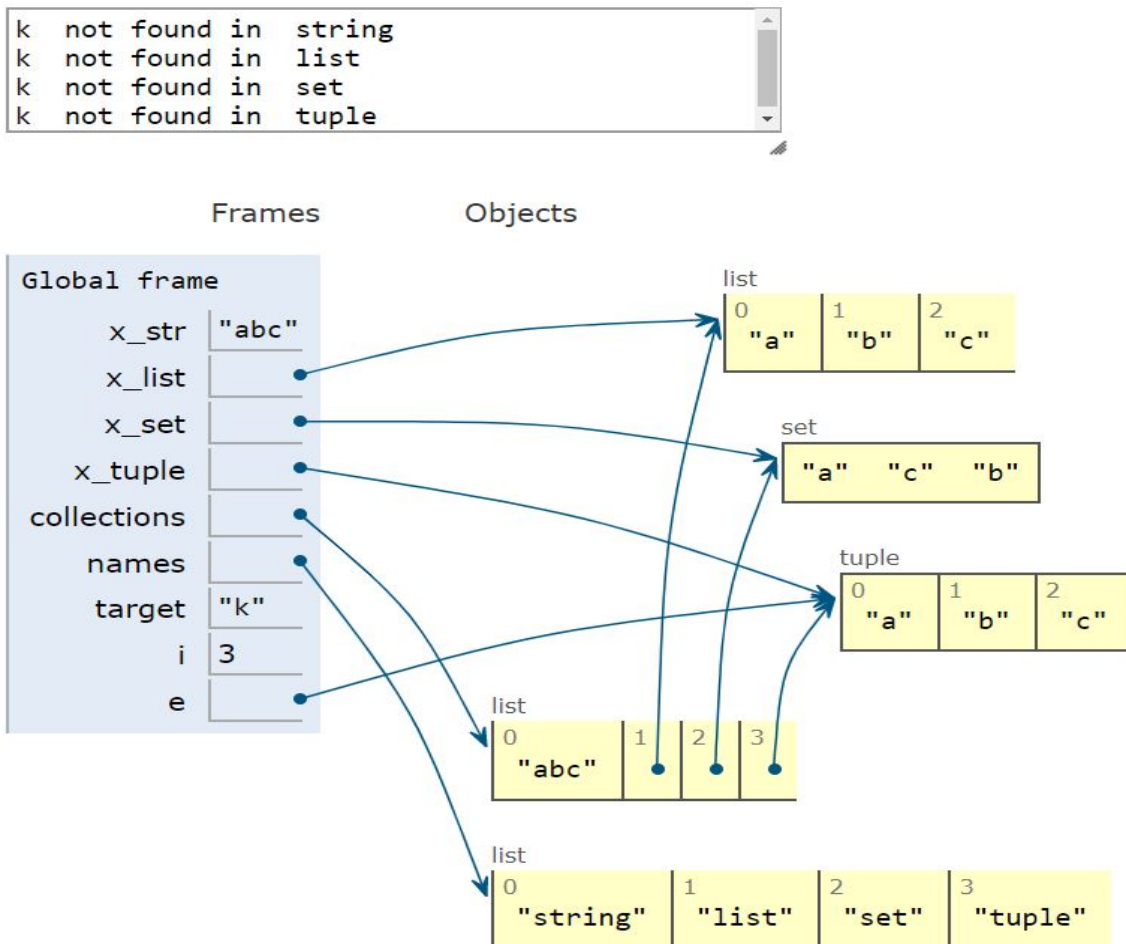 k  not found in  string
k  not found in  list
k  not found in  set
k  not found in  tuple
Frames Objects
Global frame
x_str "abc"
x_list
x_set
x_tuple
collections
names
target "k"
i 3
e
list
0 1 2
"a" "b" "c"
set
"a" "c" "b"
tuple
0 1 2
"a" "b" "c"
list
0 1 2 3
"abc"
list
0 1 2 3
"string" "list" "set" "tuple"